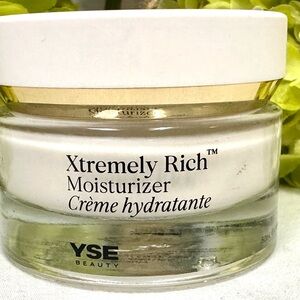 Xtremely Rich™
Moisturizer
Crème hydratante
YSE
BEAUTY